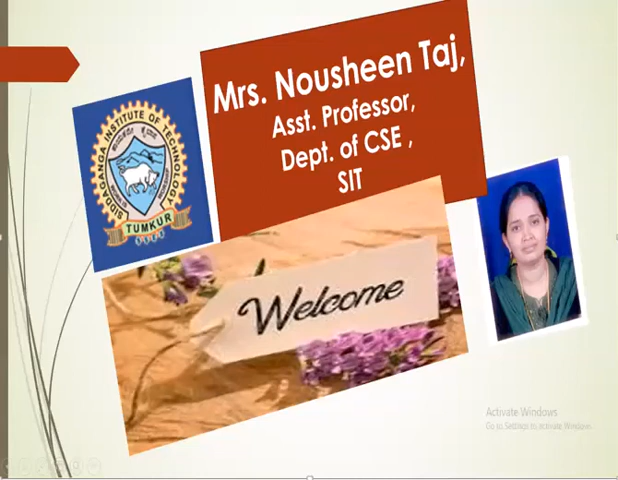 Mrs. Nousheen Taj,
Asst. Professor,
Dept. of CSE ,
SIT
SIDDAGANGA INSTITUTE OF TECHNOLOGY
TUMKUR
Welcome
Activate Windows
Go to Settings to activate Windows.